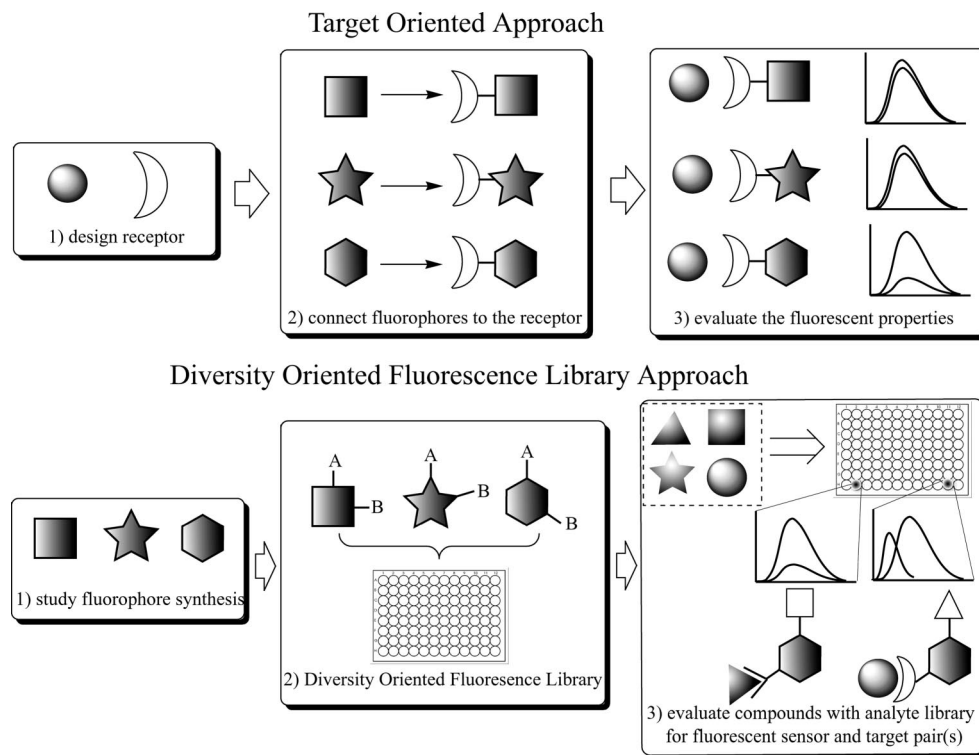 Target Oriented Approach
1) design receptor
2) connect fluorophores to the receptor
3) evaluate the fluorescent properties
Diversity Oriented Fluorescence Library Approach
1) study fluorophore synthesis
A
A
A
B
B
B
2) Diversity Oriented Fluoresence Library
3) evaluate compounds with analyte library
for fluorescent sensor and target pair(s)